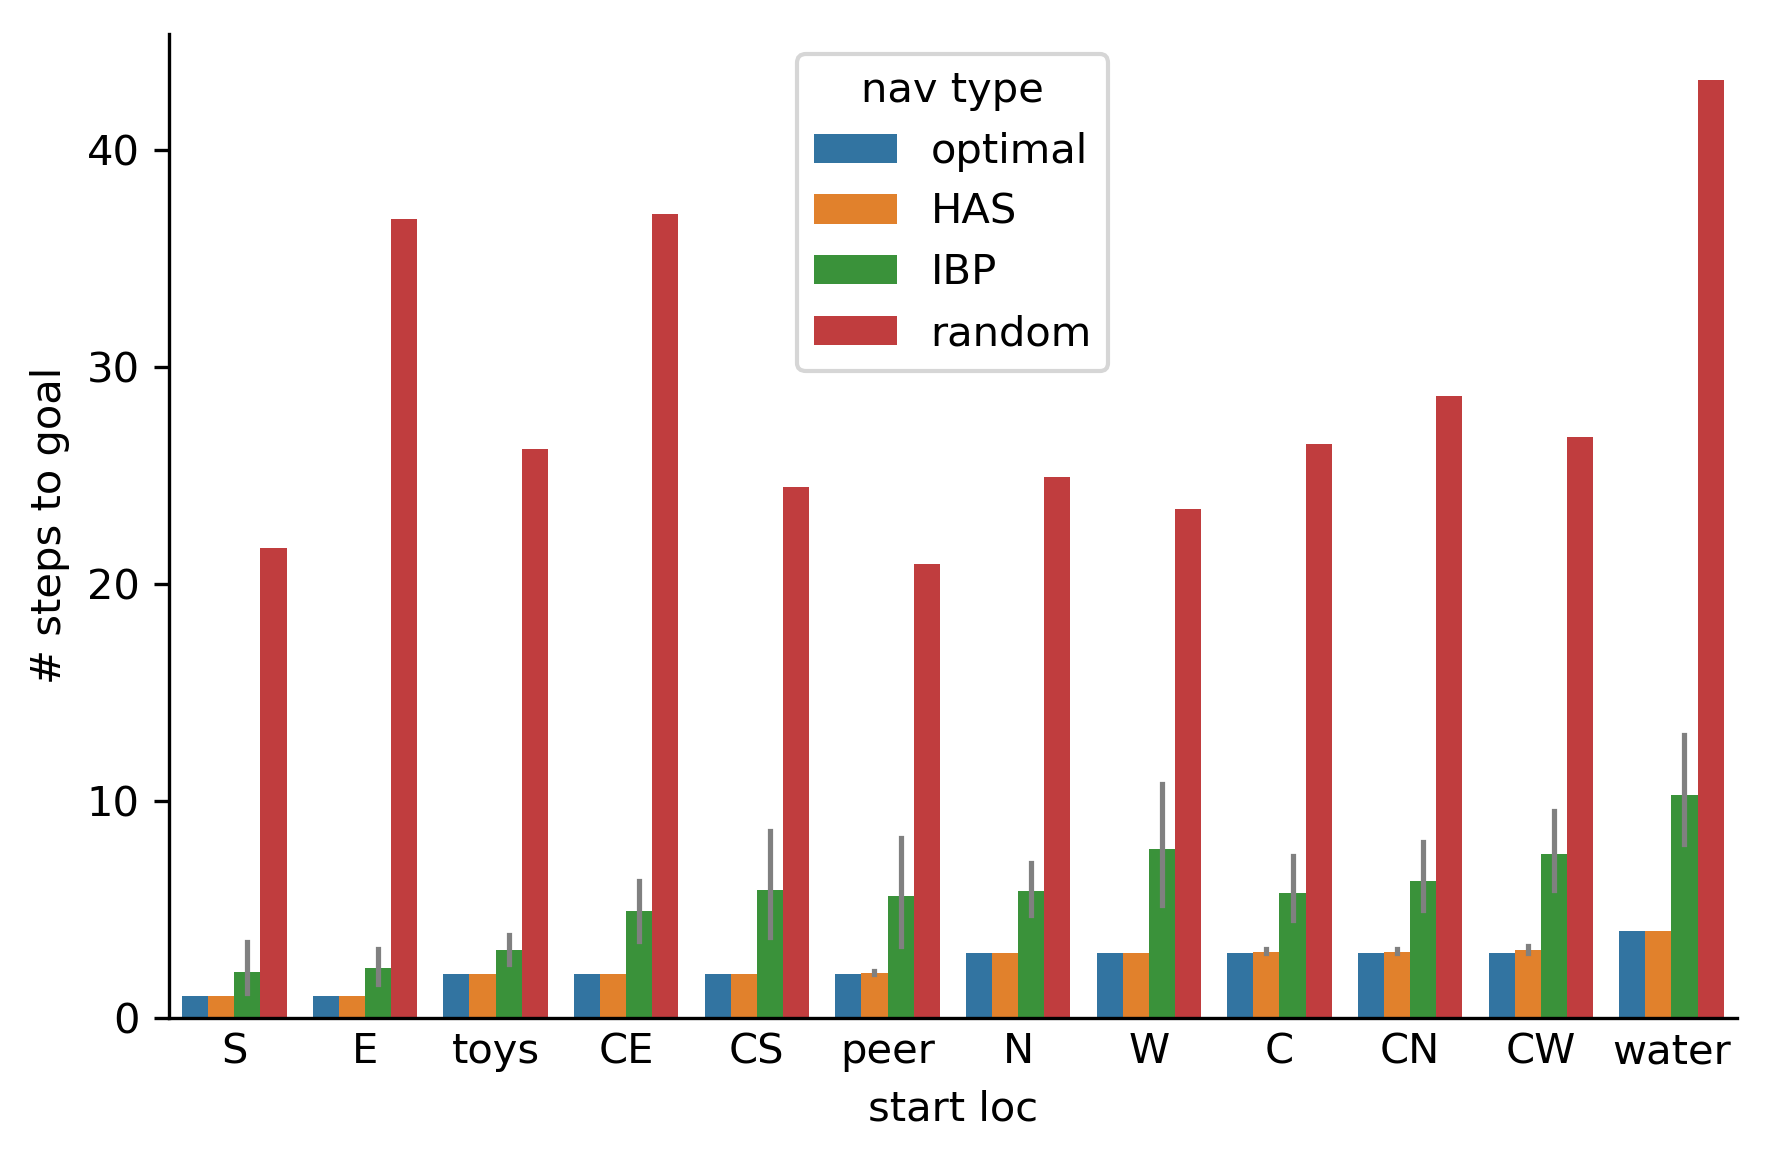 nav type
optimal
HAS
IBP
random
# steps to goal
40
30
20
10
0
S E toys CE CS peer N W C CN CW water
start loc